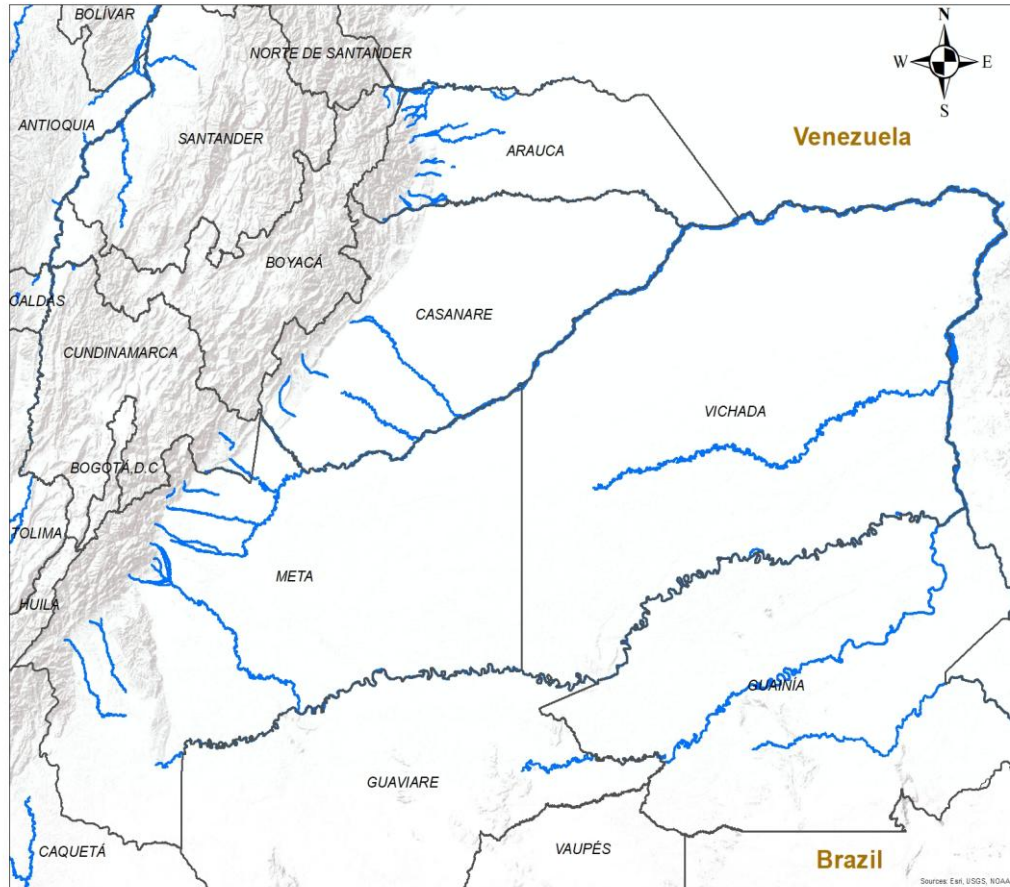 BOLÍVAR
N
NORTE DE SANTANDER
W
E
S
ANTIOQUIA
SANTANDER
Venezuela
ARAUCA
BOYACÁ
CALDAS
CASANARE
CUNDINAMARCA
VICHADA
BOGOTÁ,D.C
TOLIMA
META
HUILA
GUAINÍA
GUAVIARE
CAQUETÁ
VAUPÉS
Brazil
Sources: Esri, USGS, NOAA